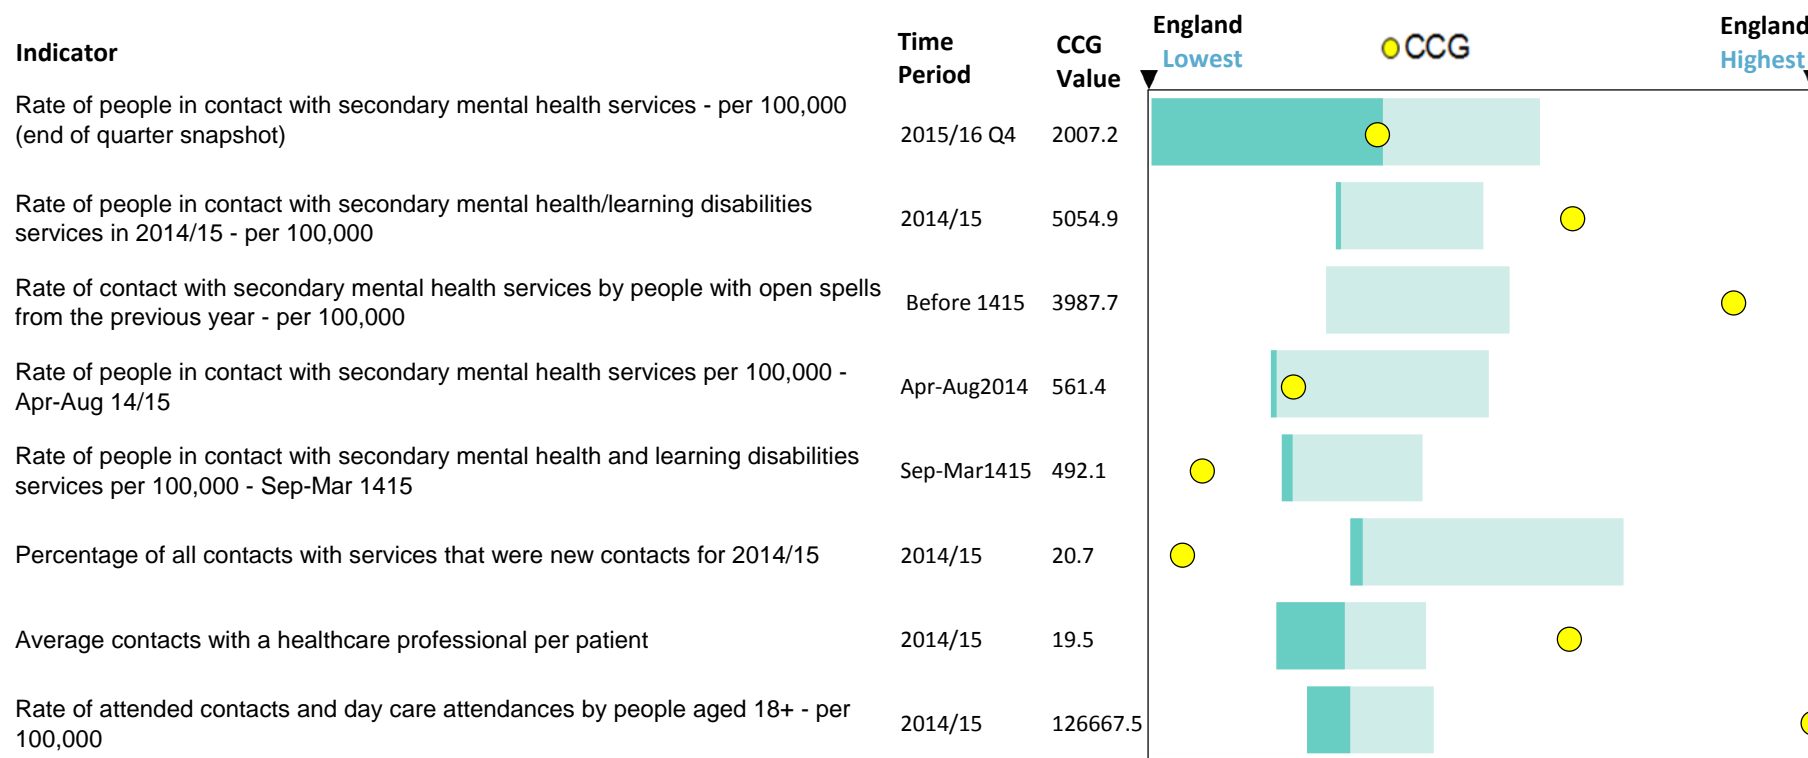 Indicator
Time Period
CCG Value
England Lowest
CCG
England Highest
Rate of people in contact with secondary mental health services - per 100,000
(end of quarter snapshot)
2015/16 Q4
2007.2
Rate of people in contact with secondary mental health/learning disabilities
services in 2014/15 - per 100,000
2014/15
5054.9
Rate of contact with secondary mental health services by people with open spells
from the previous year - per 100,000
Before 1415
3987.7
Rate of people in contact with secondary mental health services per 100,000 -
Apr-Aug 14/15
Apr-Aug2014
561.4
Rate of people in contact with secondary mental health and learning disabilities
services per 100,000 - Sep-Mar 1415
Sep-Mar1415
492.1
Percentage of all contacts with services that were new contacts for 2014/15
2014/15
20.7
Average contacts with a healthcare professional per patient
2014/15
19.5
Rate of attended contacts and day care attendances by people aged 18+ - per
100,000
2014/15
126667.5